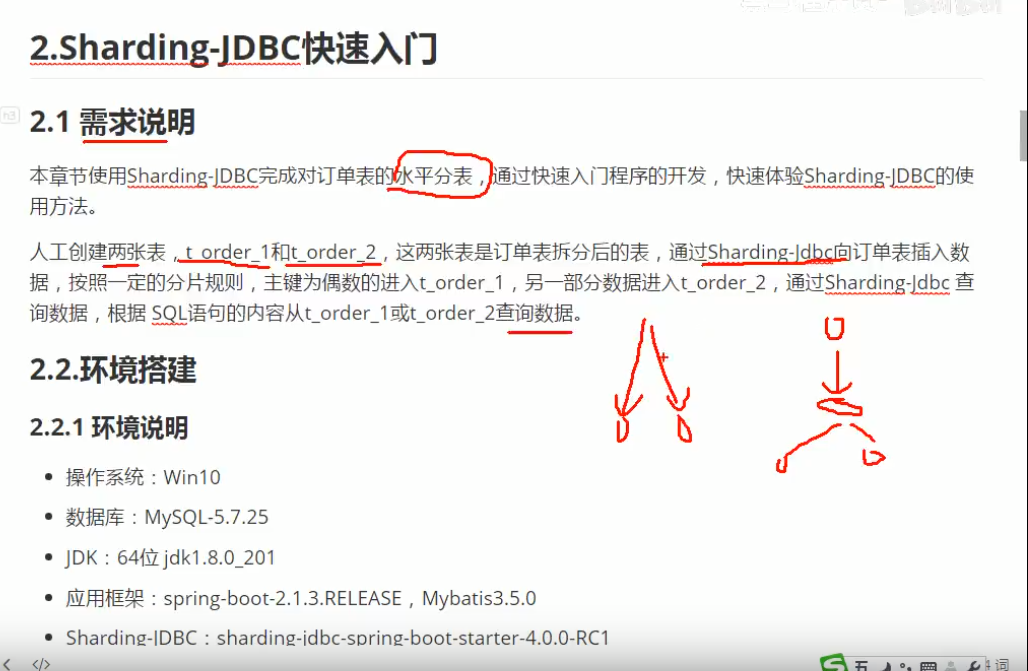 2.Sharding-JDBC快速入门
h3
2.1 需求说明
本章节使用Sharding-JDBC完成对订单表的水平分表，通过快速入门程序的开发，快速体验Sharding-JDBC的使
用方法。
人工创建两张表，t_order_1和t_order_2，这两张表是订单表拆分后的表，通过Sharding-Jdbc向订单表插入数
据，按照一定的分片规则，主键为偶数的进入t_order_1，另一部分数据进入t_order_2，通过Sharding-Jdbc 查
询数据，根据 SQL语句的内容从t_order_1或t_order_2查询数据。
2.2.环境搭建
2.2.1 环境说明
操作系统：Win10
数据库：MySQL-5.7.25
JDK：64位 jdk1.8.0_201
应用框架：spring-boot-2.1.3.RELEASE，Mybatis3.5.0
Sharding-JDBC：sharding-jdbc-spring-boot-starter-4.0.0-RC1
</>
五
词